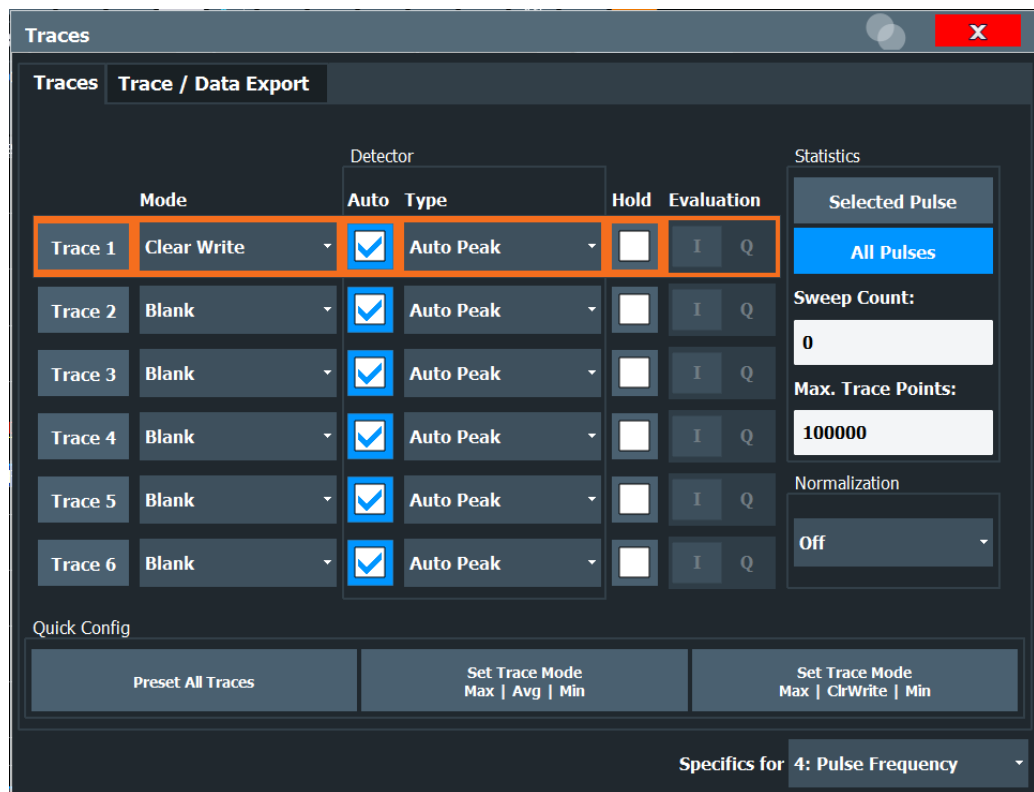 Traces
X
Traces Trace / Data Export
Detector Statistics
Mode Auto Type Hold Evaluation Selected Pulse
Trace 1 Clear Write Auto Peak I Q All Pulses
Sweep Count:
Trace 2 Blank Auto Peak I Q
0
Trace 3 Blank Auto Peak I Q
Max. Trace Points:
Trace 4 Blank Auto Peak I Q 100000
Normalization
Trace 5 Blank Auto Peak I Q
Off
Trace 6 Blank Auto Peak I Q
Quick Config
Preset All Traces
Set Trace Mode
Max | Avg | Min
Set Trace Mode
Max | ClrWrite | Min
Specifics for 4: Pulse Frequency